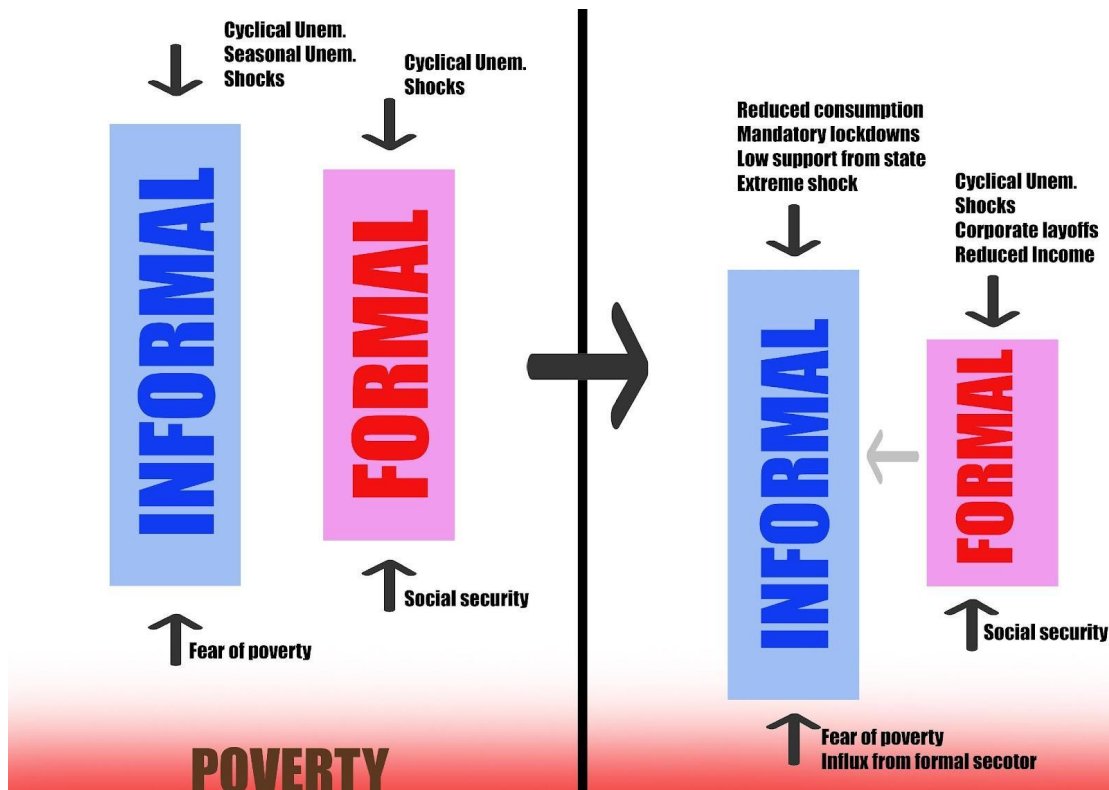 Cyclical Unem.
Seasonal Unem.
Shocks
Cyclical Unem.
Shocks
INFORMAL
FORMAL
Social security
Fear of poverty
POVERTY
Reduced consumption
Mandatory lockdowns
Low support from state
Extreme shock
Cyclical Unem.
Shocks
Corporate layoffs
Reduced Income
INFORMAL
FORMAL
Social security
Fear of poverty
Influx from formal secotor